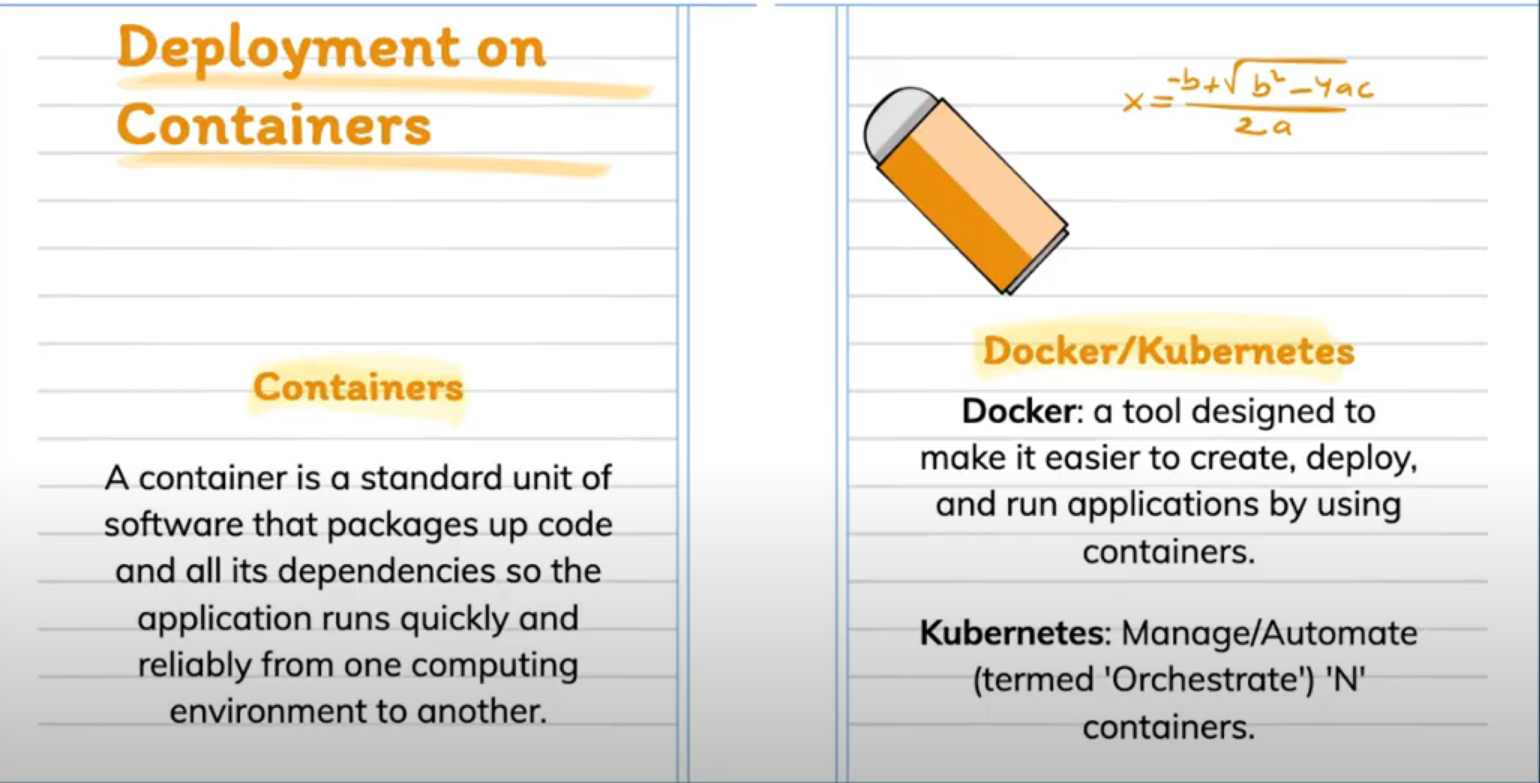 Deployment on
Containers
Containers
A container is a standard unit of
software that packages up code
and all its dependencies so the
application runs quickly and
reliably from one computing
environment to another.
x = -b+√b²-4ac
2a
Docker/Kubernetes
Docker: a tool designed to
make it easier to create, deploy,
and run applications by using
containers.
Kubernetes: Manage/Automate
(termed 'Orchestrate') 'N'
containers.